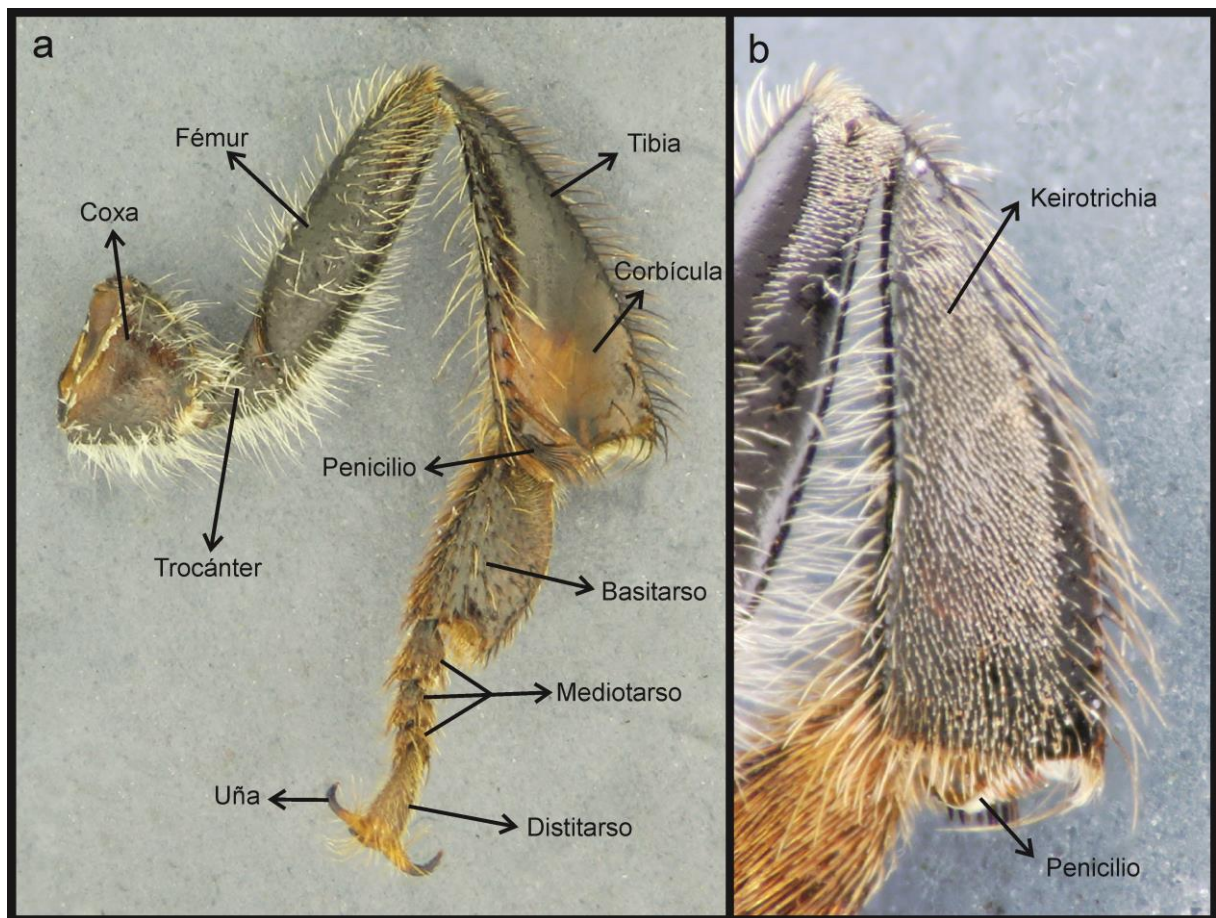 a
Fémur
Tibia
Coxa
Corbícula
Penicilio
Trocánter
Basitarso
Mediotarso
Uña
Distitarso
b
Keirotrichia
Penicilio